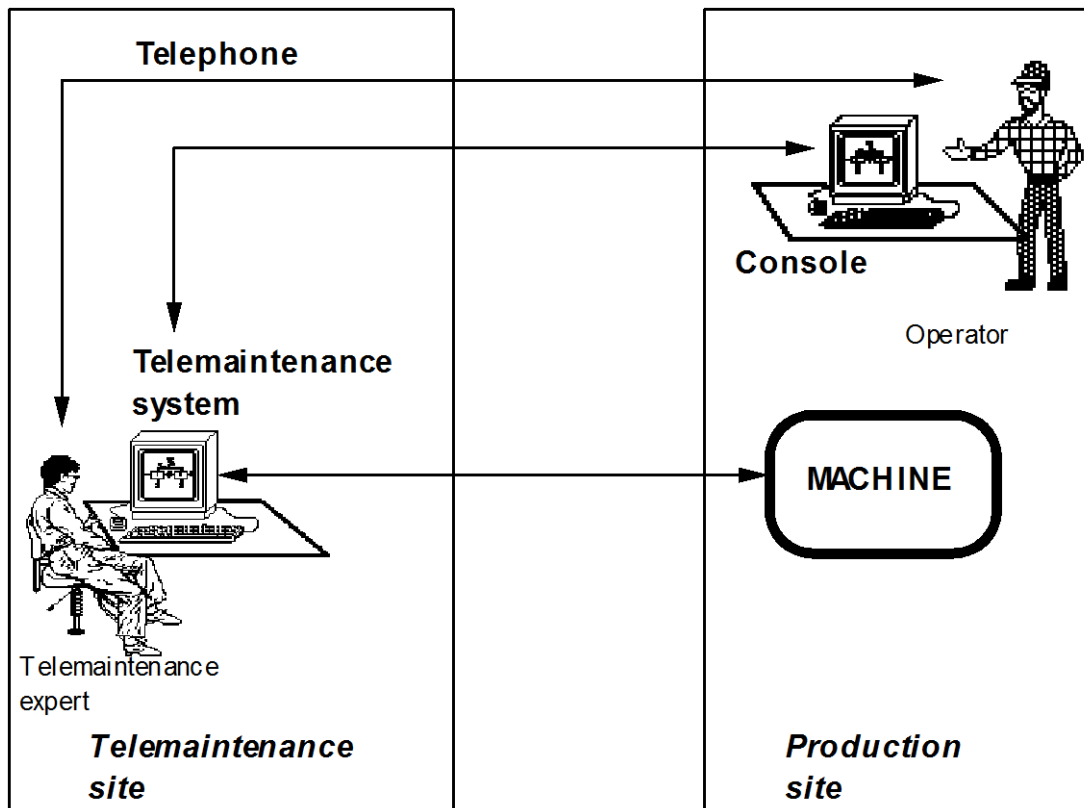 Telephone
Console
Operator
Telemaintenance
system
MACHINE
Telemaintenance
expert
Telemaintenance
site
Production
site